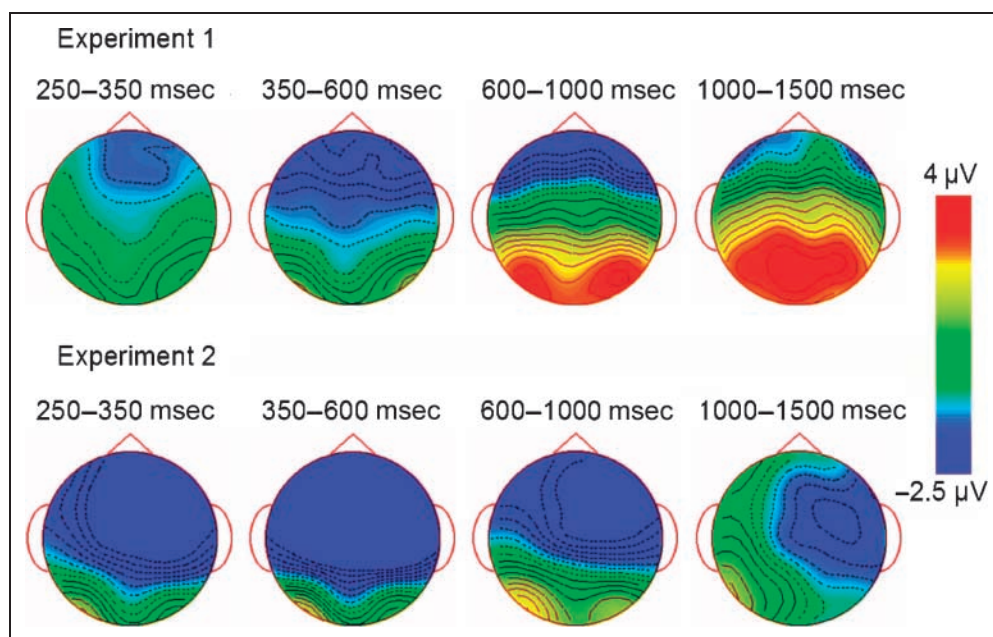 Experiment 1
250–350 msec 350–600 msec 600–1000 msec 1000–1500 msec
4 µV
–2.5 µV
Experiment 2
250–350 msec 350–600 msec 600–1000 msec 1000–1500 msec